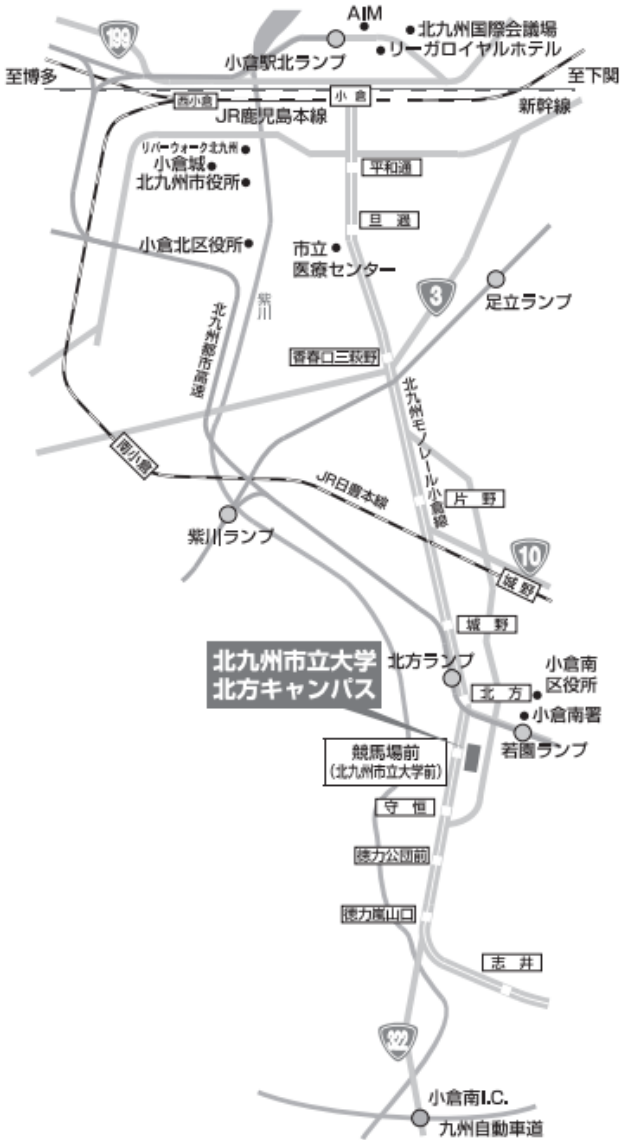 AIM
199
北九州国際会議場
リーガロイヤルホテル
小倉駅北ランプ
至博多
至下関
西小倉
小倉
新幹線
JR鹿児島本線
リバーウォーク北九州
小倉城
北九州市役所
平和通
旦過
小倉北区役所
市立
医療センター
紫川
3
足立ランプ
北九州都市高速
香春口三萩野
北九州モノレール小倉線
南小倉
JR日豊本線
片野
紫川ランプ
10
城野
城野
北九州市立大学
北方キャンパス
北方ランプ
小倉南
区役所
北方
小倉南署
若園ランプ
競馬場前
（北九州市立大学前）
守恒
徳力公団前
徳力嵐山口
志井
322
小倉南I.C.
九州自動車道